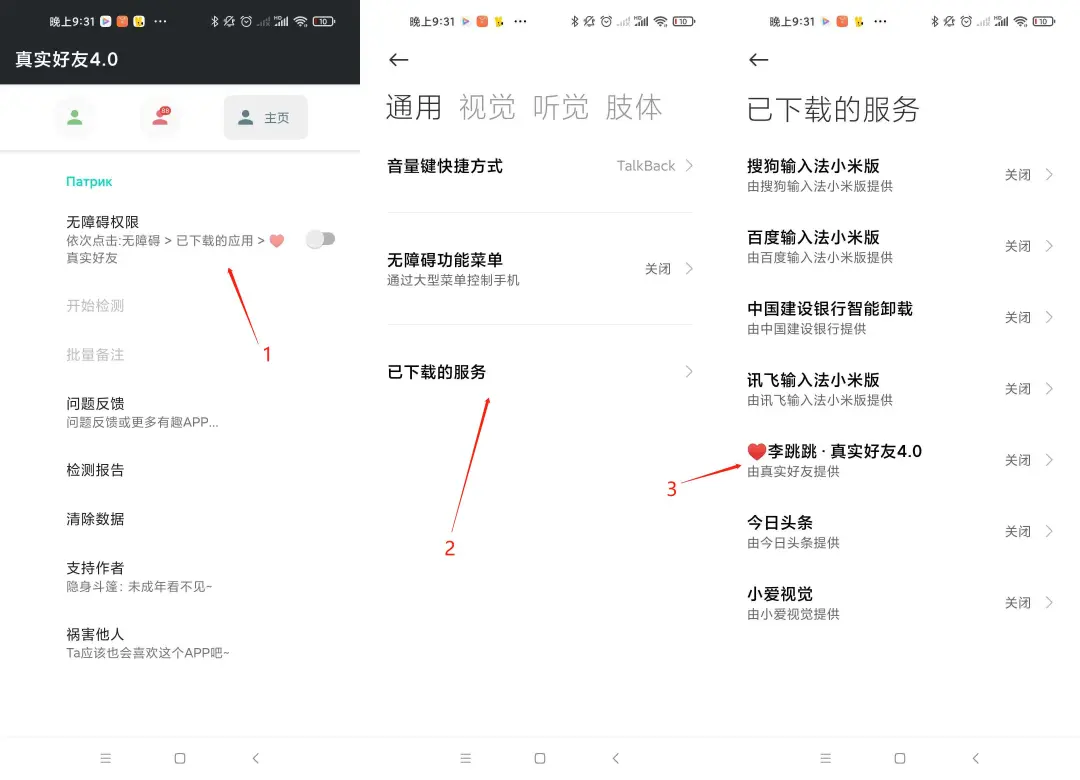 晚上9:31
10
真实好友4.0
89
主页
Патрик
无障碍权限
依次点击:无障碍 > 已下载的应用 > ❤️
真实好友
开始检测
批量备注
问题反馈
问题反馈或更多有趣APP...
检测报告
清除数据
支持作者
隐身斗篷：未成年看不见~
祸害他人
Ta应该也会喜欢这个APP吧~
1
晚上9:31
10
通用 视觉 听觉 肢体
音量键快捷方式 TalkBack
无障碍功能菜单
通过大型菜单控制手机
关闭
已下载的服务
2
晚上9:31
10
已下载的服务
搜狗输入法小米版
由搜狗输入法小米版提供
关闭
百度输入法小米版
由百度输入法小米版提供
关闭
中国建设银行智能卸载
由中国建设银行提供
关闭
讯飞输入法小米版
由讯飞输入法小米版提供
关闭
❤️李跳跳 · 真实好友4.0
由真实好友提供
关闭
3
今日头条
由今日头条提供
关闭
小爱视觉
由小爱视觉提供
关闭